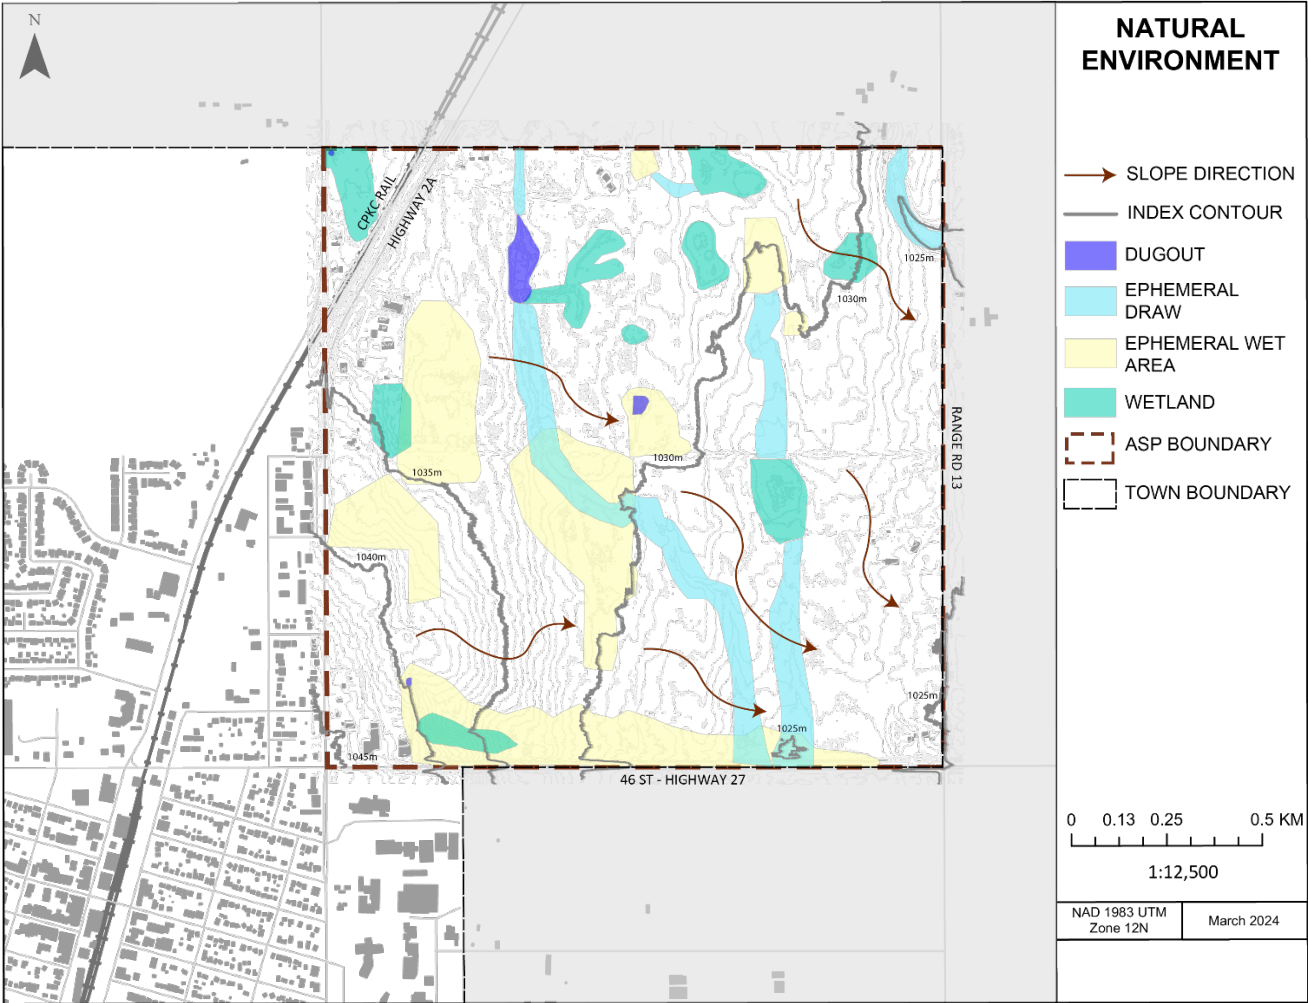 N
CPKC RAIL
HIGHWAY 2A
1025m
1030m
RANGE RD 13
1030m
1035m
1040m
1025m
1025m
1045m
46 ST - HIGHWAY 27
NATURAL
ENVIRONMENT
SLOPE DIRECTION
INDEX CONTOUR
DUGOUT
EPHEMERAL
DRAW
EPHEMERAL WET
AREA
WETLAND
ASP BOUNDARY
TOWN BOUNDARY
0 0.13 0.25 0.5 KM
1:12,500
NAD 1983 UTM
Zone 12N
March 2024